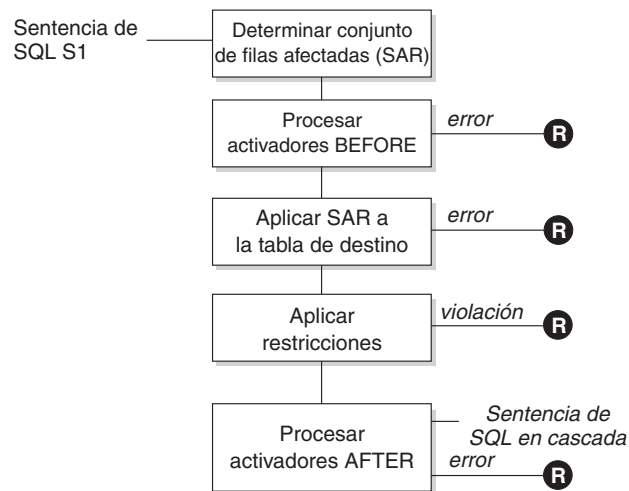 Sentencia de
SQL S1
Determinar conjunto
de filas afectadas (SAR)
Procesar
activadores BEFORE
error
R
Aplicar SAR a
la tabla de destino
error
R
Aplicar
restricciones
violación
R
Procesar
activadores AFTER
Sentencia de
SQL en cascada
error
R